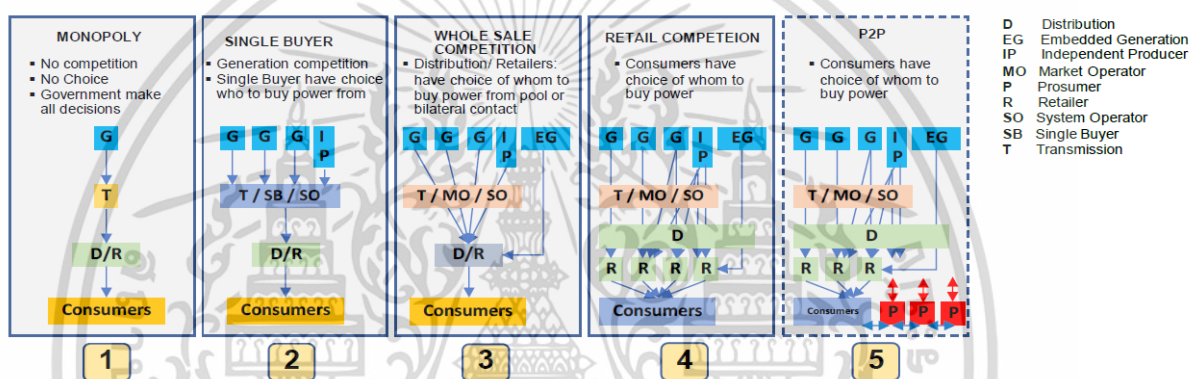 MONOPOLY
▪ No competition
▪ No Choice
▪ Government make
all decisions
G
T
D/R
Consumers
1
SINGLE BUYER
▪ Generation competition
▪ Single Buyer have choice
who to buy power from
G G G I
P
T / SB / SO
D/R
Consumers
2
WHOLE SALE
COMPETITION
▪ Distribution/ Retailers:
have choice of whom to
buy power from pool or
bilateral contact
G G G I EG
P
T / MO / SO
D/R
Consumers
3
RETAIL COMPETEION
▪ Consumers have
choice of whom to
buy power
G G G I EG
P
T / MO / SO
D
R R R R
Consumers
4
P2P
▪ Consumers have
choice of whom to
buy power
G G G I EG
P
T / MO / SO
D
R R R
Consumers P P P
5
D Distribution
EG Embedded Generation
IP Independent Producer
MO Market Operator
P Prosumer
R Retailer
SO System Operator
SB Single Buyer
T Transmission